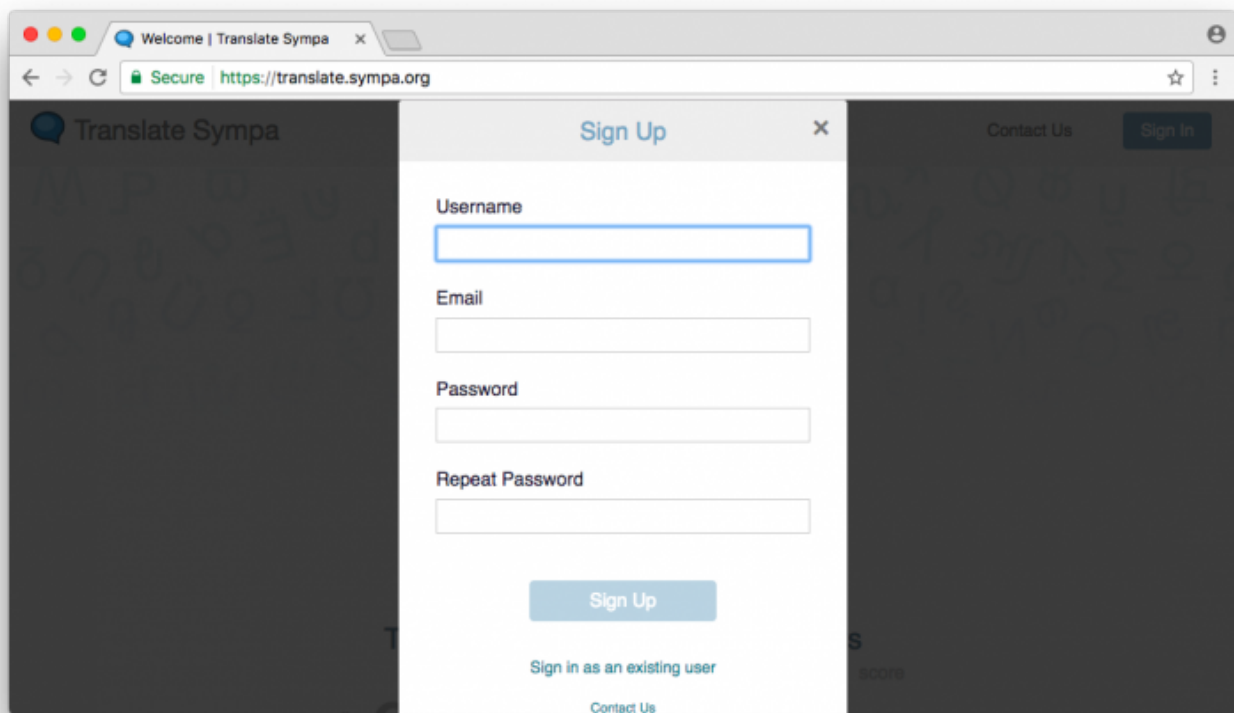 Welcome | Translate Sympa
Secure https://translate.sympa.org
Translate Sympa
Contact Us
Sign In
Sign Up
Username
Email
Password
Repeat Password
Sign Up
Sign in as an existing user
score
Contact Us